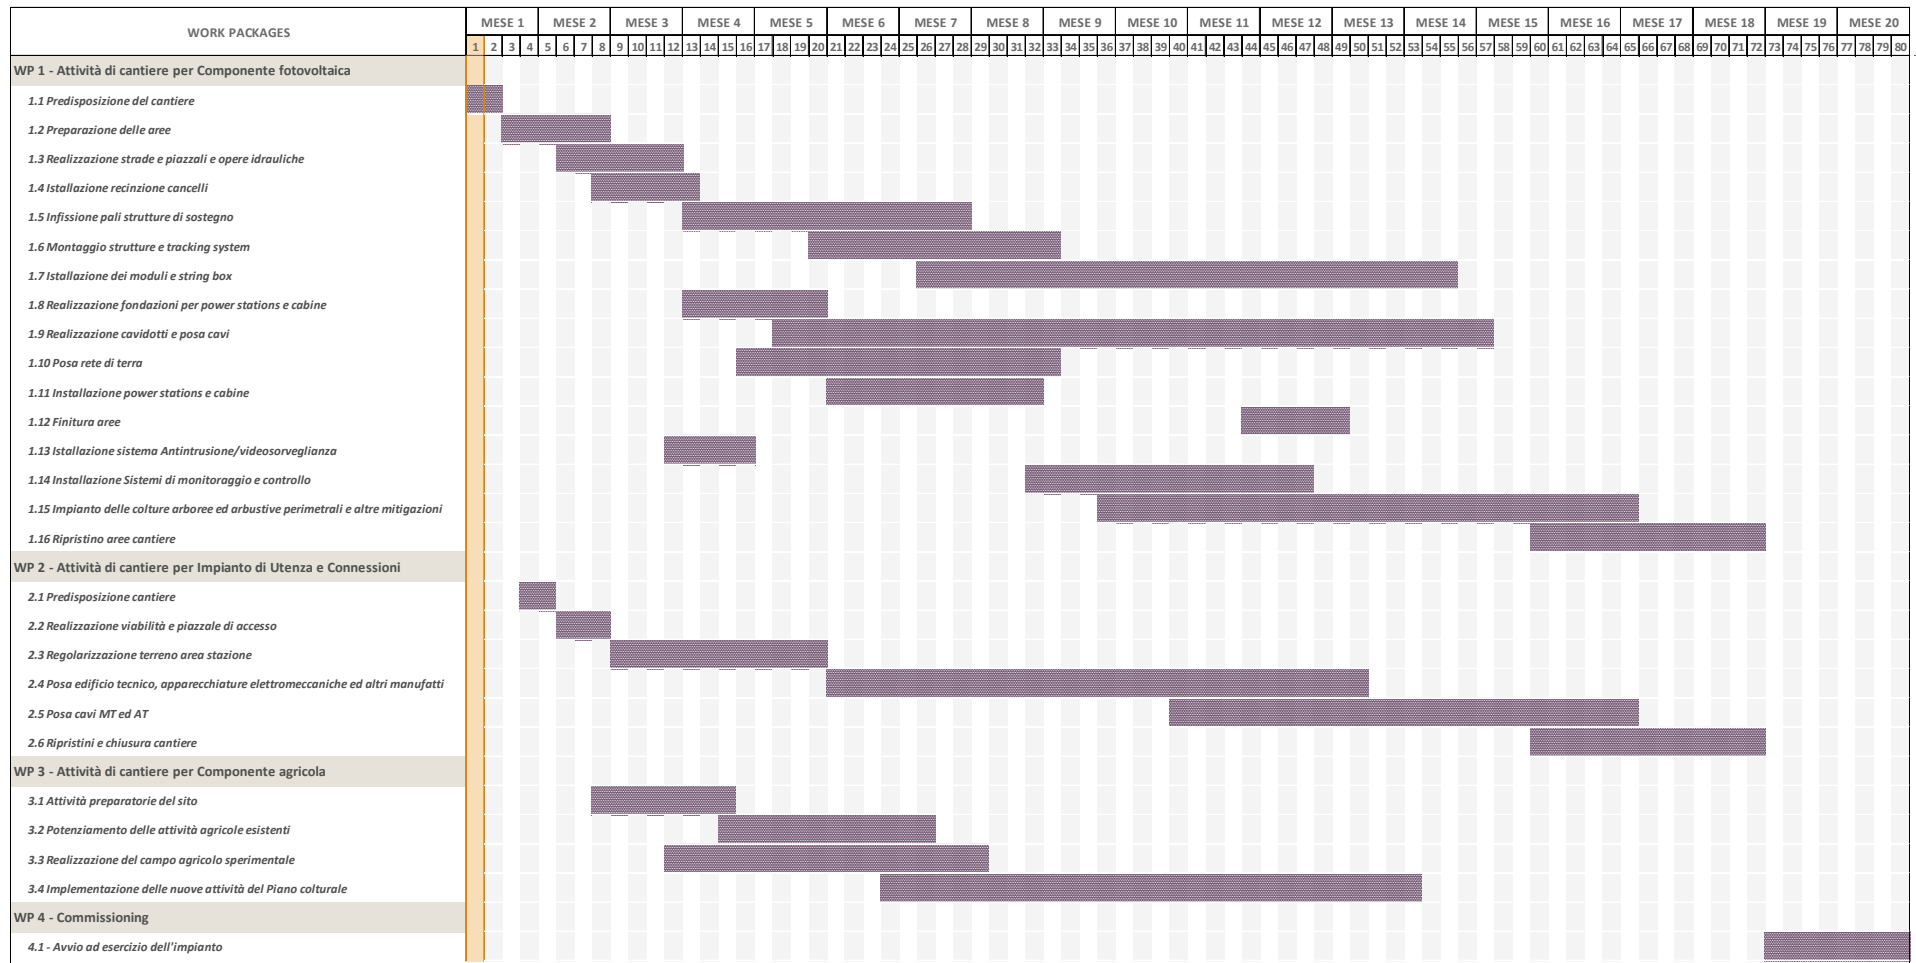 WORK PACKAGES
MESE 1 MESE 2 MESE 3 MESE 4 MESE 5 MESE 6 MESE 7 MESE 8 MESE 9 MESE 10 MESE 11 MESE 12 MESE 13 MESE 14 MESE 15 MESE 16 MESE 17 MESE 18 MESE 19 MESE 20
1 2 3 4 5 6 7 8 9 10 11 12 13 14 15 16 17 18 19 20 21 22 23 24 25 26 27 28 29 30 31 32 33 34 35 36 37 38 39 40 41 42 43 44 45 46 47 48 49 50 51 52 53 54 55 56 57 58 59 60 61 62 63 64 65 66 67 68 69 70 71 72 73 74 75 76 77 78 79 80
WP 1 - Attività di cantiere per Componente fotovoltaica
1.1 Predisposizione del cantiere
1.2 Preparazione delle aree
1.3 Realizzazione strade e piazzali e opere idrauliche
1.4 Istallazione recinzione cancelli
1.5 Infissione pali strutture di sostegno
1.6 Montaggio strutture e tracking system
1.7 Istallazione dei moduli e string box
1.8 Realizzazione fondazioni per power stations e cabine
1.9 Realizzazione cavidotti e posa cavi
1.10 Posa rete di terra
1.11 Installazione power stations e cabine
1.12 Finitura aree
1.13 Istallazione sistema Antintrusione/videosorveglianza
1.14 Installazione Sistemi di monitoraggio e controllo
1.15 Impianto delle colture arboree ed arbustive perimetrali e altre mitigazioni
1.16 Ripristino aree cantiere
WP 2 - Attività di cantiere per Impianto di Utenza e Connessioni
2.1 Predisposizione cantiere
2.2 Realizzazione viabilità e piazzale di accesso
2.3 Regolarizzazione terreno area stazione
2.4 Posa edificio tecnico, apparecchiature elettromeccaniche ed altri manufatti
2.5 Posa cavi MT ed AT
2.6 Ripristini e chiusura cantiere
WP 3 - Attività di cantiere per Componente agricola
3.1 Attività preparatorie del sito
3.2 Potenziamento delle attività agricole esistenti
3.3 Realizzazione del campo agricolo sperimentale
3.4 Implementazione delle nuove attività del Piano colturale
WP 4 - Commissioning
4.1 - Avvio ad esercizio dell'impianto